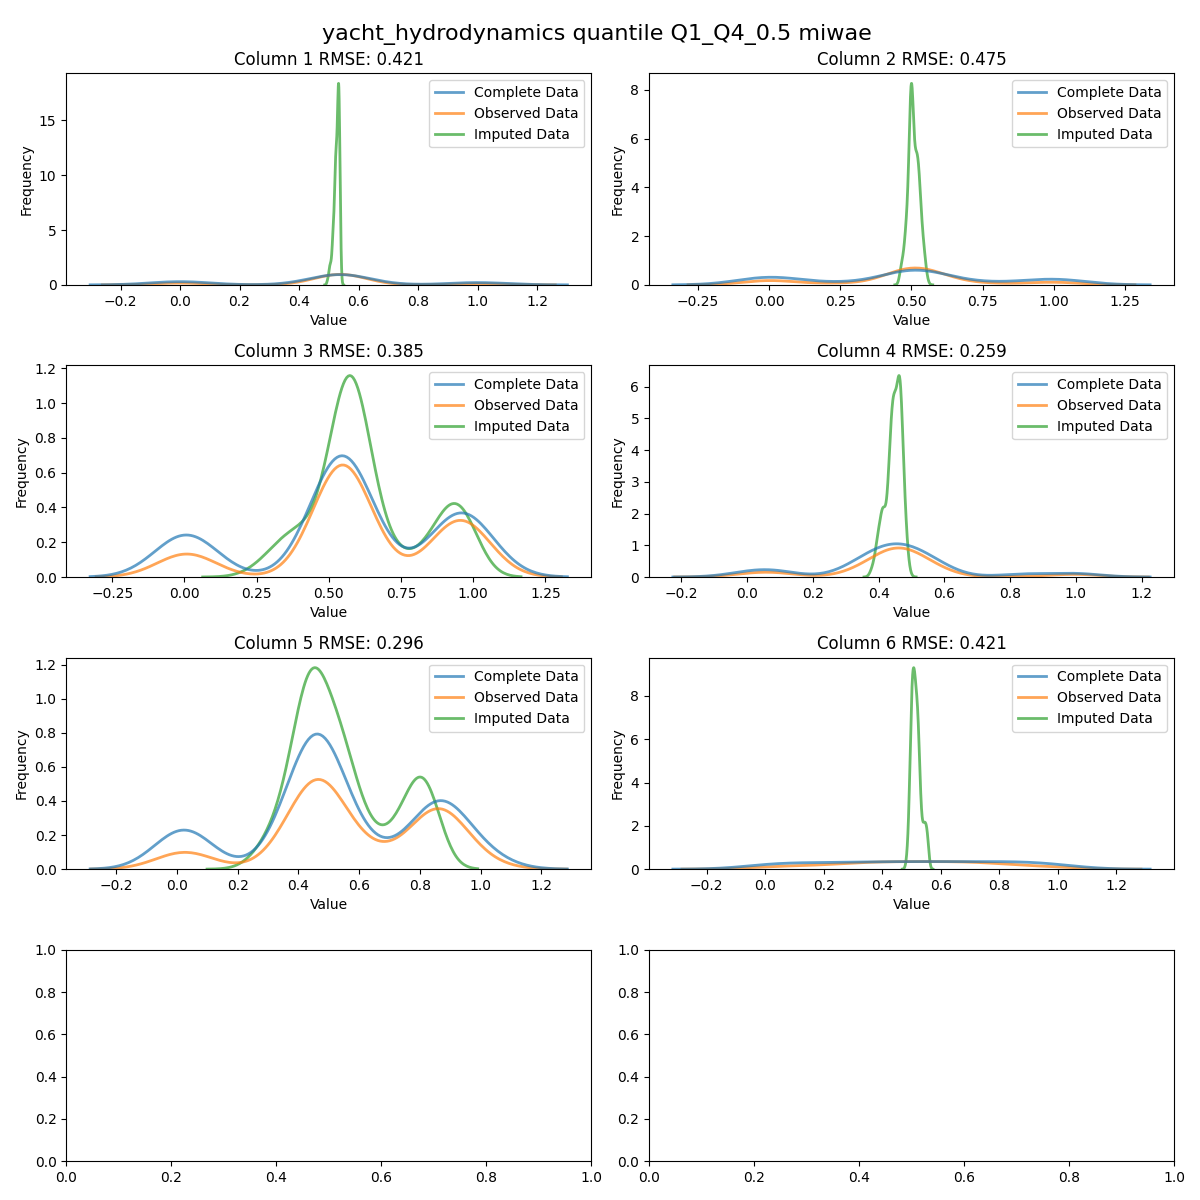 yacht_hydrodynamics quantile Q1_Q4_0.5 miwae
Column 1 RMSE: 0.421
Complete Data
Observed Data
Imputed Data
Frequency
15
10
5
0
−0.2 0.0 0.2 0.4 0.6 0.8 1.0 1.2
Value
Column 2 RMSE: 0.475
Complete Data
Observed Data
Imputed Data
Frequency
8
6
4
2
0
−0.25 0.00 0.25 0.50 0.75 1.00 1.25
Value
Column 3 RMSE: 0.385
Complete Data
Observed Data
Imputed Data
Frequency
1.2
1.0
0.8
0.6
0.4
0.2
0.0
−0.25 0.00 0.25 0.50 0.75 1.00 1.25
Value
Column 4 RMSE: 0.259
Complete Data
Observed Data
Imputed Data
Frequency
6
5
4
3
2
1
0
−0.2 0.0 0.2 0.4 0.6 0.8 1.0 1.2
Value
Column 5 RMSE: 0.296
Complete Data
Observed Data
Imputed Data
Frequency
1.2
1.0
0.8
0.6
0.4
0.2
0.0
−0.2 0.0 0.2 0.4 0.6 0.8 1.0 1.2
Value
Column 6 RMSE: 0.421
Complete Data
Observed Data
Imputed Data
Frequency
8
6
4
2
0
−0.2 0.0 0.2 0.4 0.6 0.8 1.0 1.2
Value
1.0
0.8
0.6
0.4
0.2
0.0
0.0 0.2 0.4 0.6 0.8 1.0
1.0
0.8
0.6
0.4
0.2
0.0
0.0 0.2 0.4 0.6 0.8 1.0